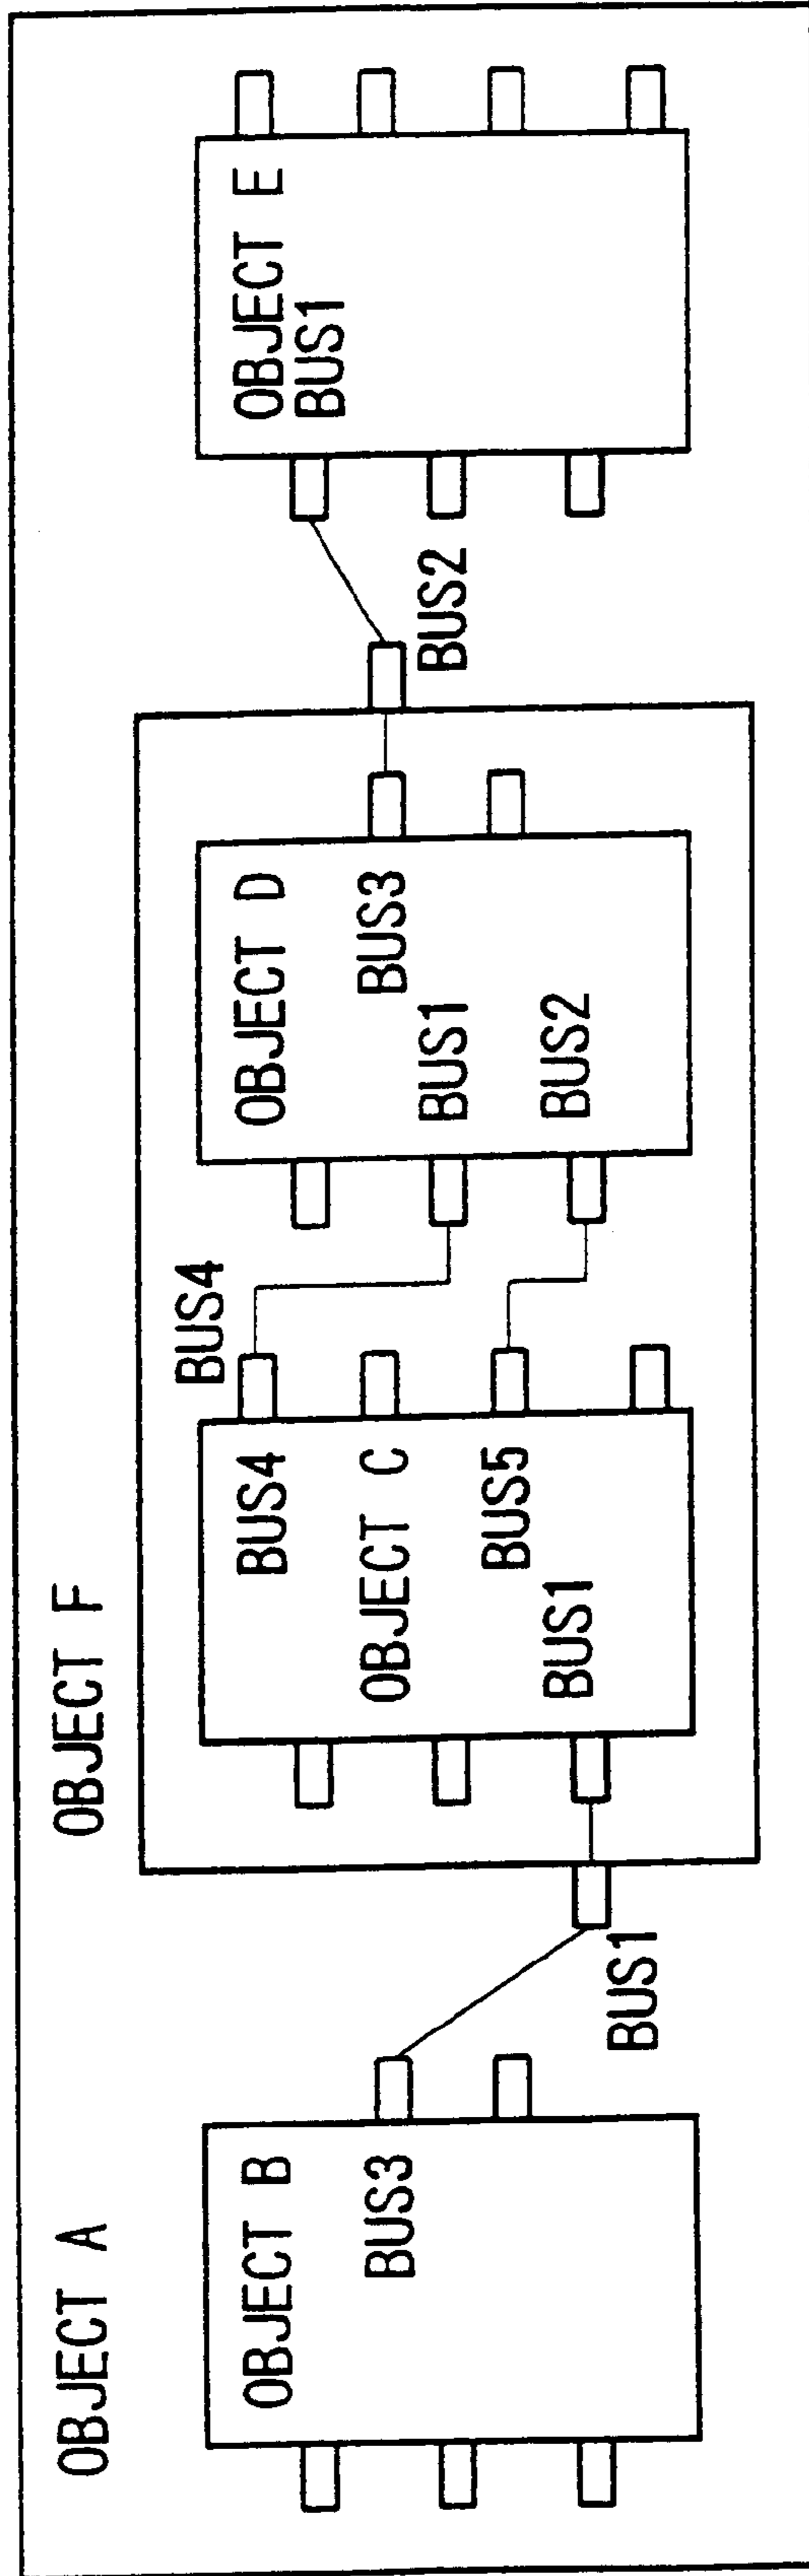 OBJECT A
OBJECT B
BUS3
BUS1
OBJECT F
BUS4
OBJECT C
BUS5
BUS1
BUS4
OBJECT D
BUS3
BUS1
BUS2
BUS2
OBJECT E
BUS1